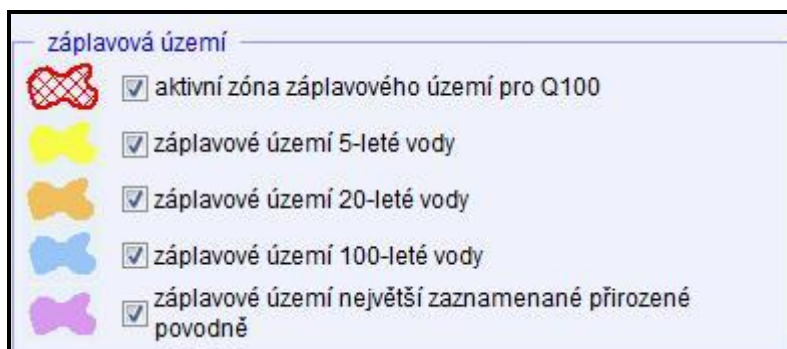 záplavová území
aktivní zóna záplavového území pro Q100
záplavové území 5-leté vody
záplavové území 20-leté vody
záplavové území 100-leté vody
záplavové území největší zaznamenané přirozené
povodně